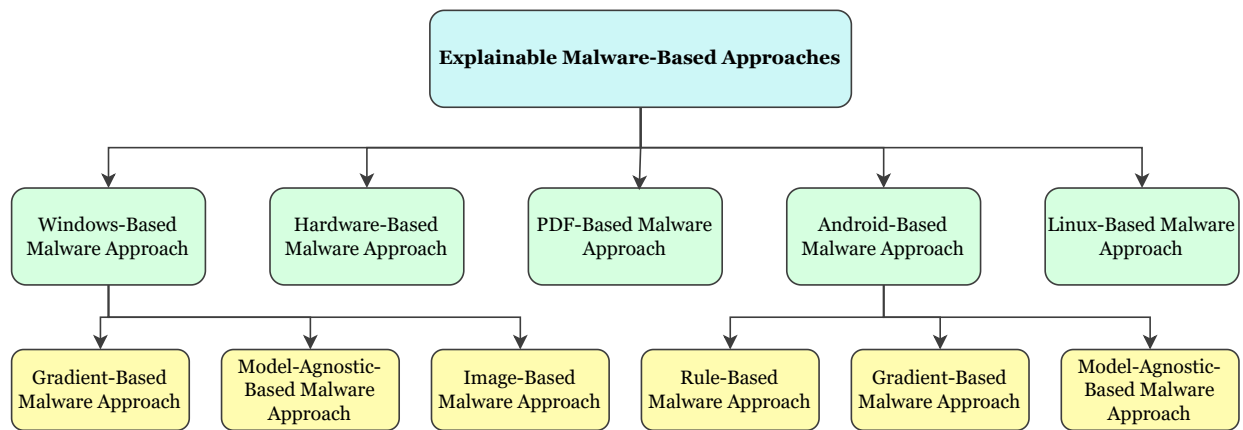 Explainable Malware-Based Approaches
Windows-Based
Malware Approach
Hardware-Based
Malware Approach
PDF-Based Malware
Approach
Android-Based
Malware Approach
Linux-Based Malware
Approach
Gradient-Based
Malware Approach
Model-Agnostic-
Based Malware
Approach
Image-Based
Malware Approach
Rule-Based
Malware Approach
Gradient-Based
Malware Approach
Model-Agnostic-
Based Malware
Approach